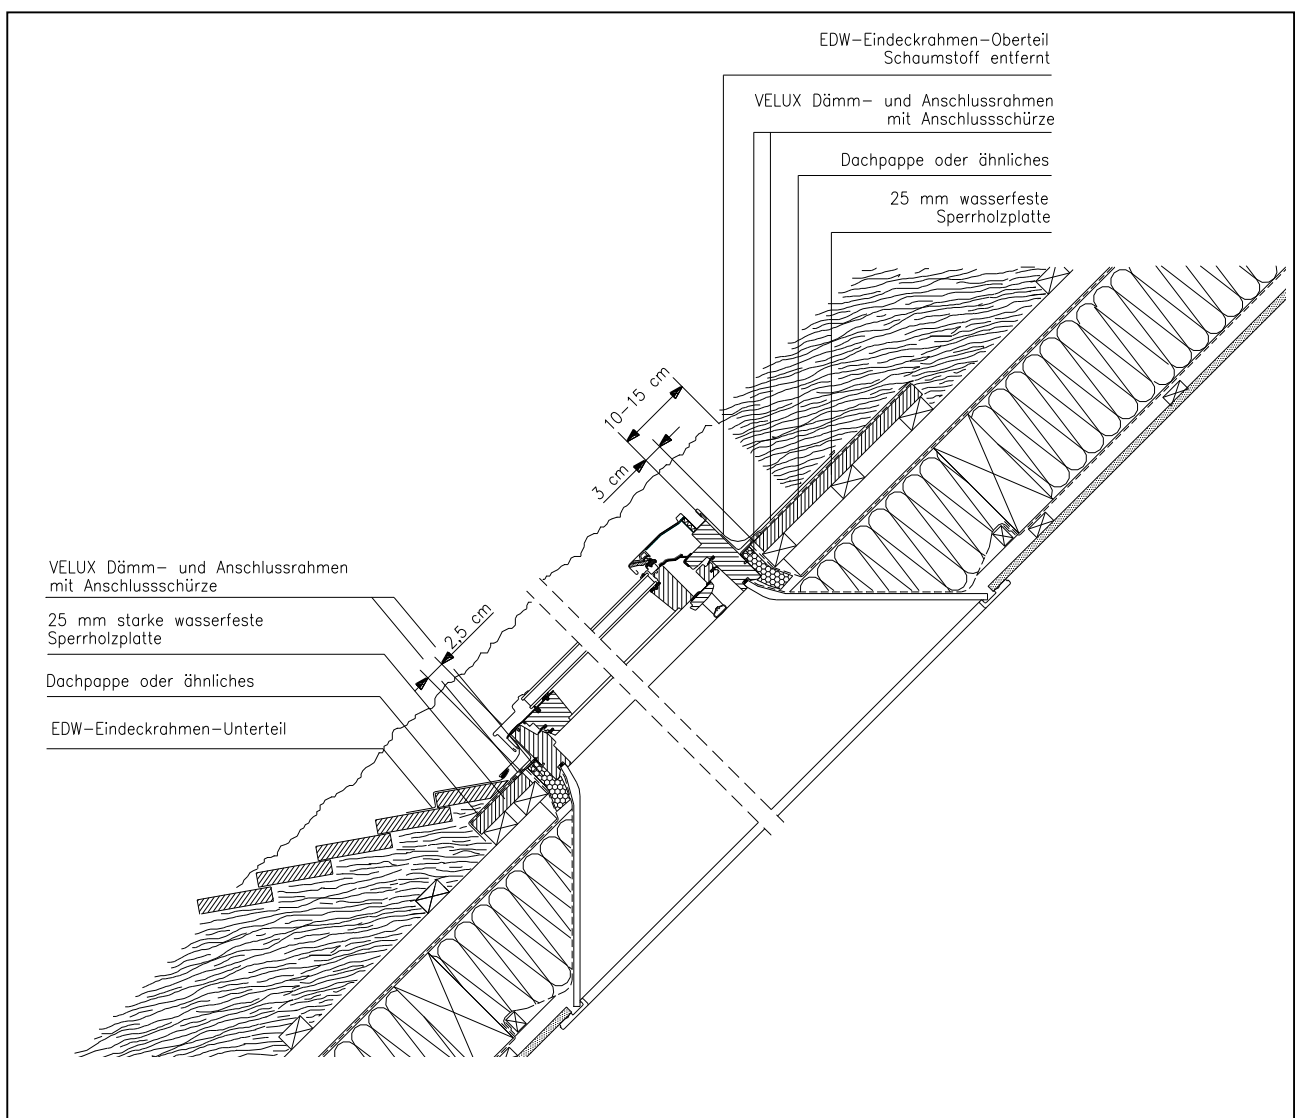 EDW-Eindeckrahmen-Oberteil
Schaumstoff entfernt
VELUX Dämm- und Anschlussrahmen
mit Anschlussschürze
Dachpappe oder ähnliches
25 mm wasserfeste
Sperrholzplatte
10-15 cm
3 cm
VELUX Dämm- und Anschlussrahmen
mit Anschlussschürze
2,5 cm
25 mm starke wasserfeste
Sperrholzplatte
Dachpappe oder ähnliches
EDW-Eindeckrahmen-Unterteil